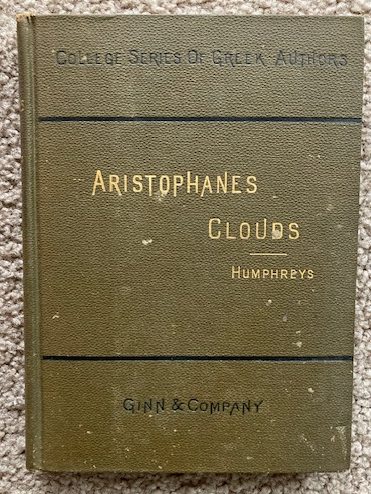 College Series Of Greek Authors
Aristophanes
Clouds
Humphreys
Ginn & Company